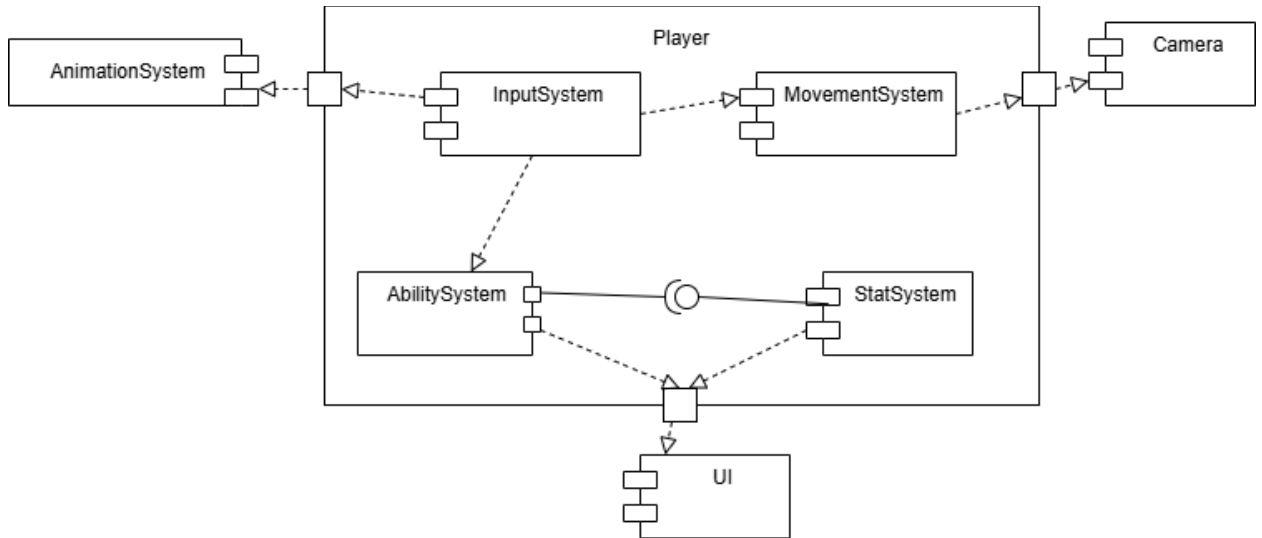 Player
Camera
AnimationSystem
InputSystem
MovementSystem
AbilitySystem
StatSystem
UI